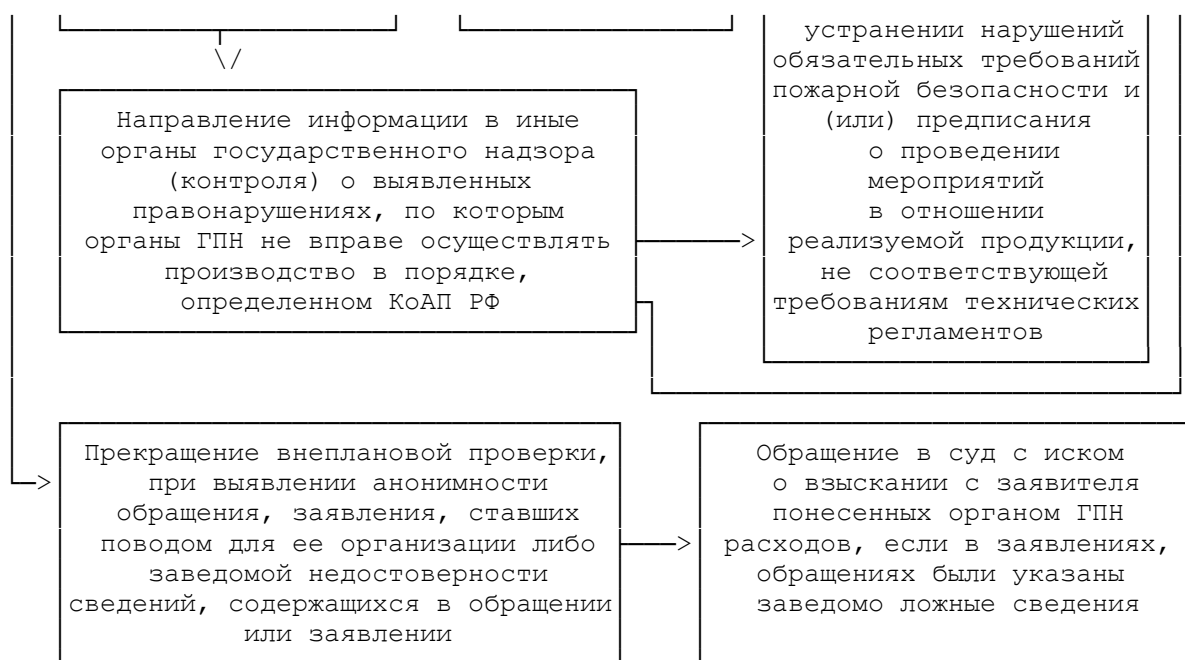 устранении нарушений
обязательных требований
пожарной безопасности и
(или) предписания
о проведении
мероприятий
в отношении
реализуемой продукции,
не соответствующей
требованиям технических
регламентов
Направление информации в иные
органы государственного надзора
(контроля) о выявленных
правонарушениях, по которым
органы ГПН не вправе осуществлять
производство в порядке,
определенном КоАП РФ
Прекращение внеплановой проверки,
при выявлении анонимности
обращения, заявления, ставших
поводом для ее организации либо
заведомой недостоверности
сведений, содержащихся в обращении
или заявлении
Обращение в суд с иском
о взыскании с заявителя
понесенных органом ГПН
расходов, если в заявлениях,
обращениях были указаны
заведомо ложные сведения